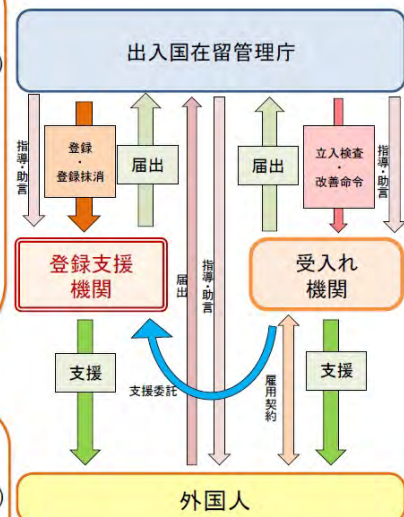 出入国在留管理庁
指導・助言
登録
・
登録抹消
届出
届出
立入検査
・
改善命令
指導・助言
登録支援
機関
届出
指導・助言
受入れ
機関
支援
支援委託
雇用契約
支援
外国人